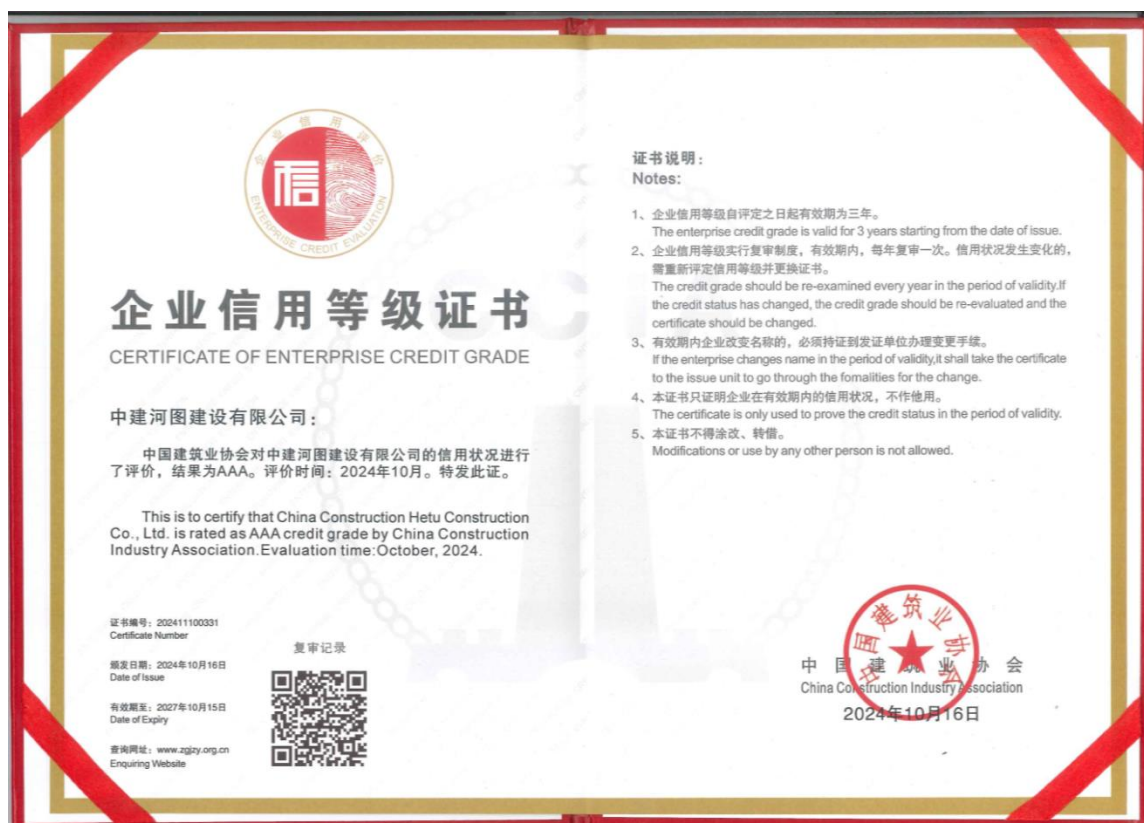 企业信用评价
信
ENTERPRISE CREDIT EVALUATION
企业信用等级证书
CERTIFICATE OF ENTERPRISE CREDIT GRADE
中建河图建设有限公司：
中国建筑业协会对中建河图建设有限公司的信用状况进行
了评价，结果为AAA。评价时间：2024年10月。特发此证。
This is to certify that China Construction Hetu Construction
Co., Ltd. is rated as AAA credit grade by China Construction
Industry Association.Evaluation time:October, 2024.
证书编号：202411100331
Certificate Number
颁发日期：2024年10月16日
Date of Issue
有效期至：2027年10月15日
Date of Expiry
查询网址：www.zgjzy.org.cn
Enquiring Website
复审记录
证书说明：
Notes:
1、企业信用等级自评定之日起有效期为三年。
The enterprise credit grade is valid for 3 years starting from the date of issue.
2、企业信用等级实行复审制度，有效期内，每年复审一次。信用状况发生变化的，
需重新评定信用等级并更换证书。
The credit grade should be re-examined every year in the period of validity.If
the credit status has changed, the credit grade should be re-evaluated and the
certificate should be changed.
3、有效期内企业改变名称的，必须持证到发证单位办理变更手续。
If the enterprise changes name in the period of validity,it shall take the certificate
to the issue unit to go through the fomalities for the change.
4、本证书只证明企业在有效期内的信用状况，不作他用。
The certificate is only used to prove the credit status in the period of validity.
5、本证书不得涂改、转借。
Modifications or use by any other person is not allowed.
中国建筑业协会
中国建筑业协会
China Construction Industry Association
2024年10月16日